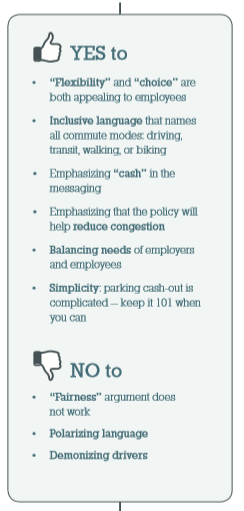 YES to
• “Flexibility” and “choice” are
both appealing to employees
• Inclusive language that names
all commute modes: driving,
transit, walking, or biking
• Emphasizing “cash” in the
messaging
• Emphasizing that the policy will
help reduce congestion
• Balancing needs of employers
and employees
• Simplicity: parking cash-out is
complicated – keep it 101 when
you can
NO to
• “Fairness” argument does
not work
• Polarizing language
• Demonizing drivers